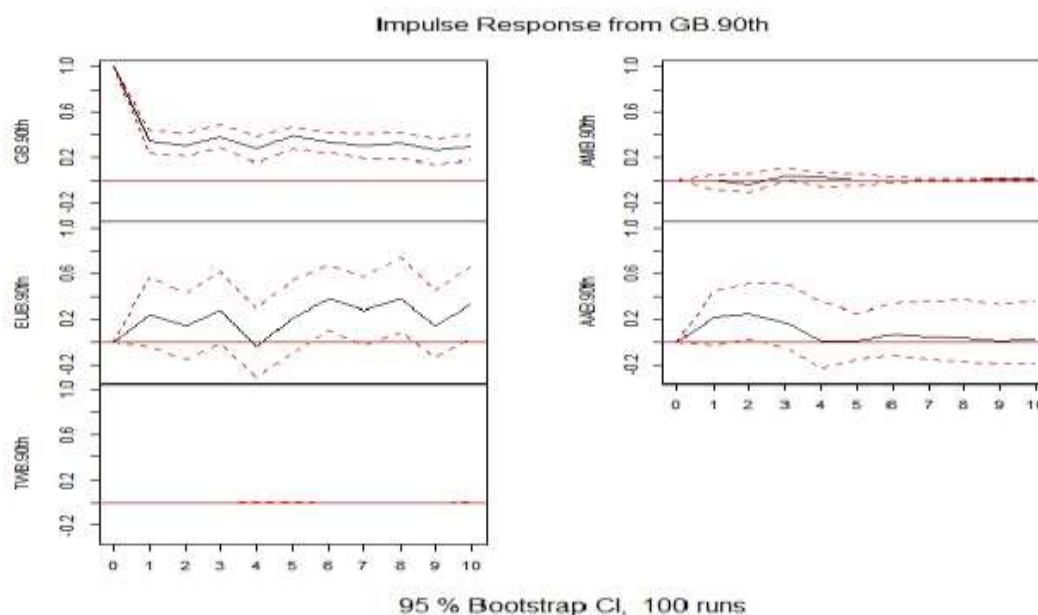 Impulse Response from GB.90th
GB.90th
1.0
0.6
0.2
-0.2
EUB.90th
1.0
0.6
0.2
-0.2
TWB.90th
1.0
0.6
0.2
-0.2
0 1 2 3 4 5 6 7 8 9 10
AMB.90th
1.0
0.6
0.2
-0.2
AAB.90th
1.0
0.6
0.2
-0.2
0 1 2 3 4 5 6 7 8 9 10
95 % Bootstrap CI, 100 runs